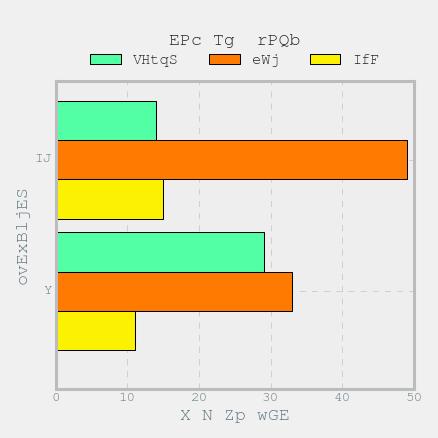 EPc Tg rPQb
VHtqS eWj IfF
IJ
Y
ovExBljES
0 10 20 30 40 50
X N Zp wGE